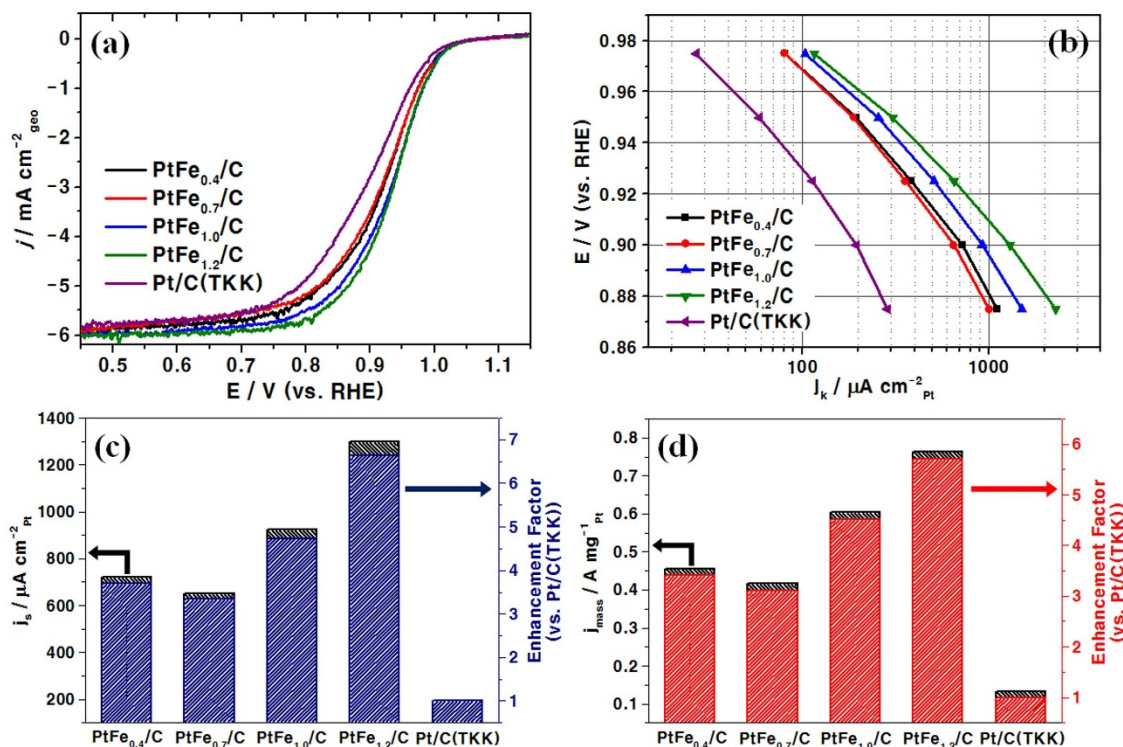 (a)
0
-1
-2
-3
-4
-5
-6
j / mA cm⁻²geo
PtFe₀.₄/C
PtFe₀.₇/C
PtFe₁.₀/C
PtFe₁.₂/C
Pt/C(TKK)
0.5 0.6 0.7 0.8 0.9 1.0 1.1
E / V (vs. RHE)
(b)
0.98
0.96
0.94
0.92
0.90
0.88
0.86
E / V (vs. RHE)
PtFe₀.₄/C
PtFe₀.₇/C
PtFe₁.₀/C
PtFe₁.₂/C
Pt/C(TKK)
100 1000
Jₖ / μA cm⁻²Pt
(c)
1400
1200
1000
800
600
400
200
jₛ / μA cm⁻²Pt
7
6
5
4
3
2
1
Enhancement Factor
(vs. Pt/C(TKK))
PtFe₀.₄/C PtFe₀.₇/C PtFe₁.₀/C PtFe₁.₂/C Pt/C(TKK)
(d)
0.8
0.7
0.6
0.5
0.4
0.3
0.2
0.1
jmass / A mg⁻¹Pt
6
5
4
3
2
1
Enhancement Factor
(vs. Pt/C(TKK))
PtFe₀.₄/C PtFe₀.₇/C PtFe₁.₀/C PtFe₁.₂/C Pt/C(TKK)